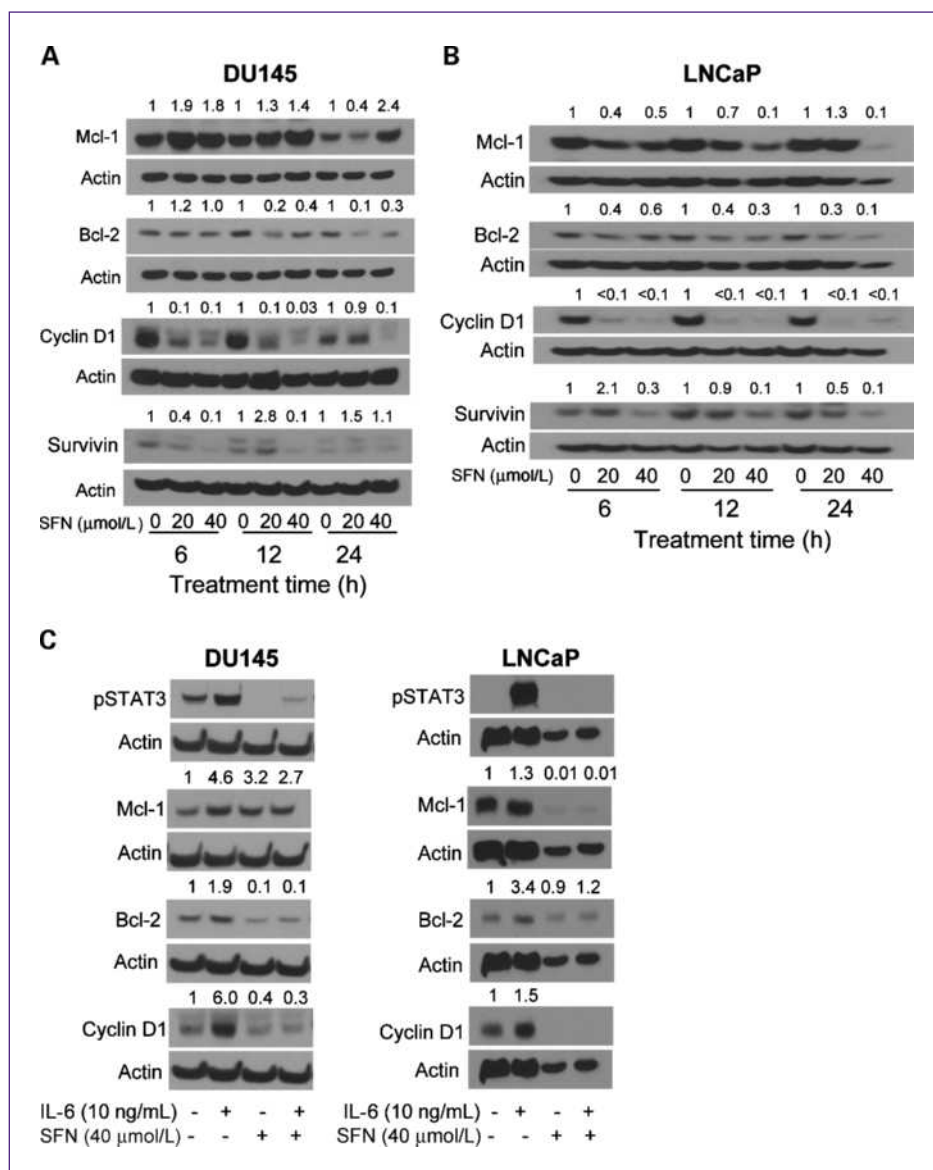 A
DU145
1 1.9 1.8 1 1.3 1.4 1 0.4 2.4
Mcl-1
Actin
1 1.2 1.0 1 0.2 0.4 1 0.1 0.3
Bcl-2
Actin
1 0.1 0.1 1 0.1 0.03 1 0.9 0.1
Cyclin D1
Actin
1 0.4 0.1 1 2.8 0.1 1 1.5 1.1
Survivin
Actin
SFN (μmol/L) 0 20 40 0 20 40 0 20 40
6 12 24
Treatment time (h)
B
LNCaP
1 0.4 0.5 1 0.7 0.1 1 1.3 0.1
Mcl-1
Actin
1 0.4 0.6 1 0.4 0.3 1 0.3 0.1
Bcl-2
Actin
1 <0.1 <0.1 1 <0.1 <0.1 1 <0.1 <0.1
Cyclin D1
Actin
1 2.1 0.3 1 0.9 0.1 1 0.5 0.1
Survivin
Actin
SFN (μmol/L) 0 20 40 0 20 40 0 20 40
6 12 24
Treatment time (h)
C
DU145
pSTAT3
Actin
1 4.6 3.2 2.7
Mcl-1
Actin
1 1.9 0.1 0.1
Bcl-2
Actin
1 6.0 0.4 0.3
Cyclin D1
Actin
IL-6 (10 ng/mL) - + - +
SFN (40 μmol/L) - - + +
LNCaP
pSTAT3
Actin
1 1.3 0.01 0.01
Mcl-1
Actin
1 3.4 0.9 1.2
Bcl-2
Actin
1 1.5
Cyclin D1
Actin
IL-6 (10 ng/mL) - + - +
SFN (40 μmol/L) - - + +